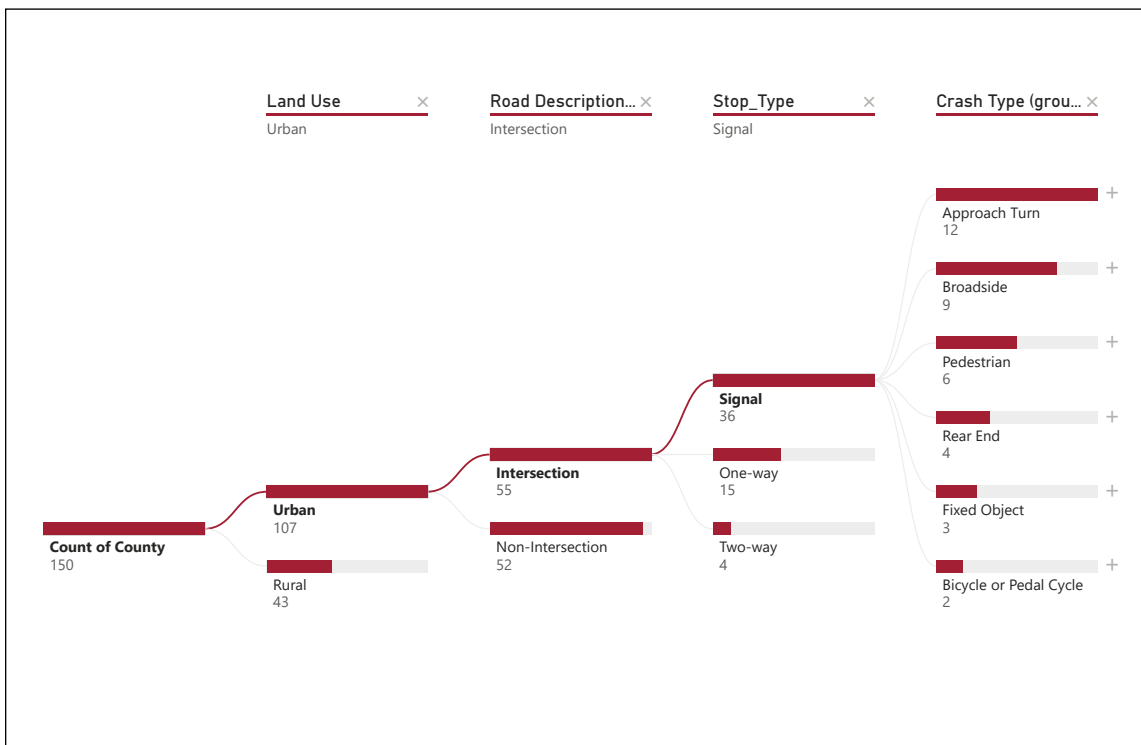 Land Use ×
Urban
Road Description... ×
Intersection
Stop_Type ×
Signal
Crash Type (grou... ×
Count of County
150
Urban
107
Rural
43
Intersection
55
Non-Intersection
52
Signal
36
One-way
15
Two-way
4
Approach Turn
12
Broadside
9
Pedestrian
6
Rear End
4
Fixed Object
3
Bicycle or Pedal Cycle
2